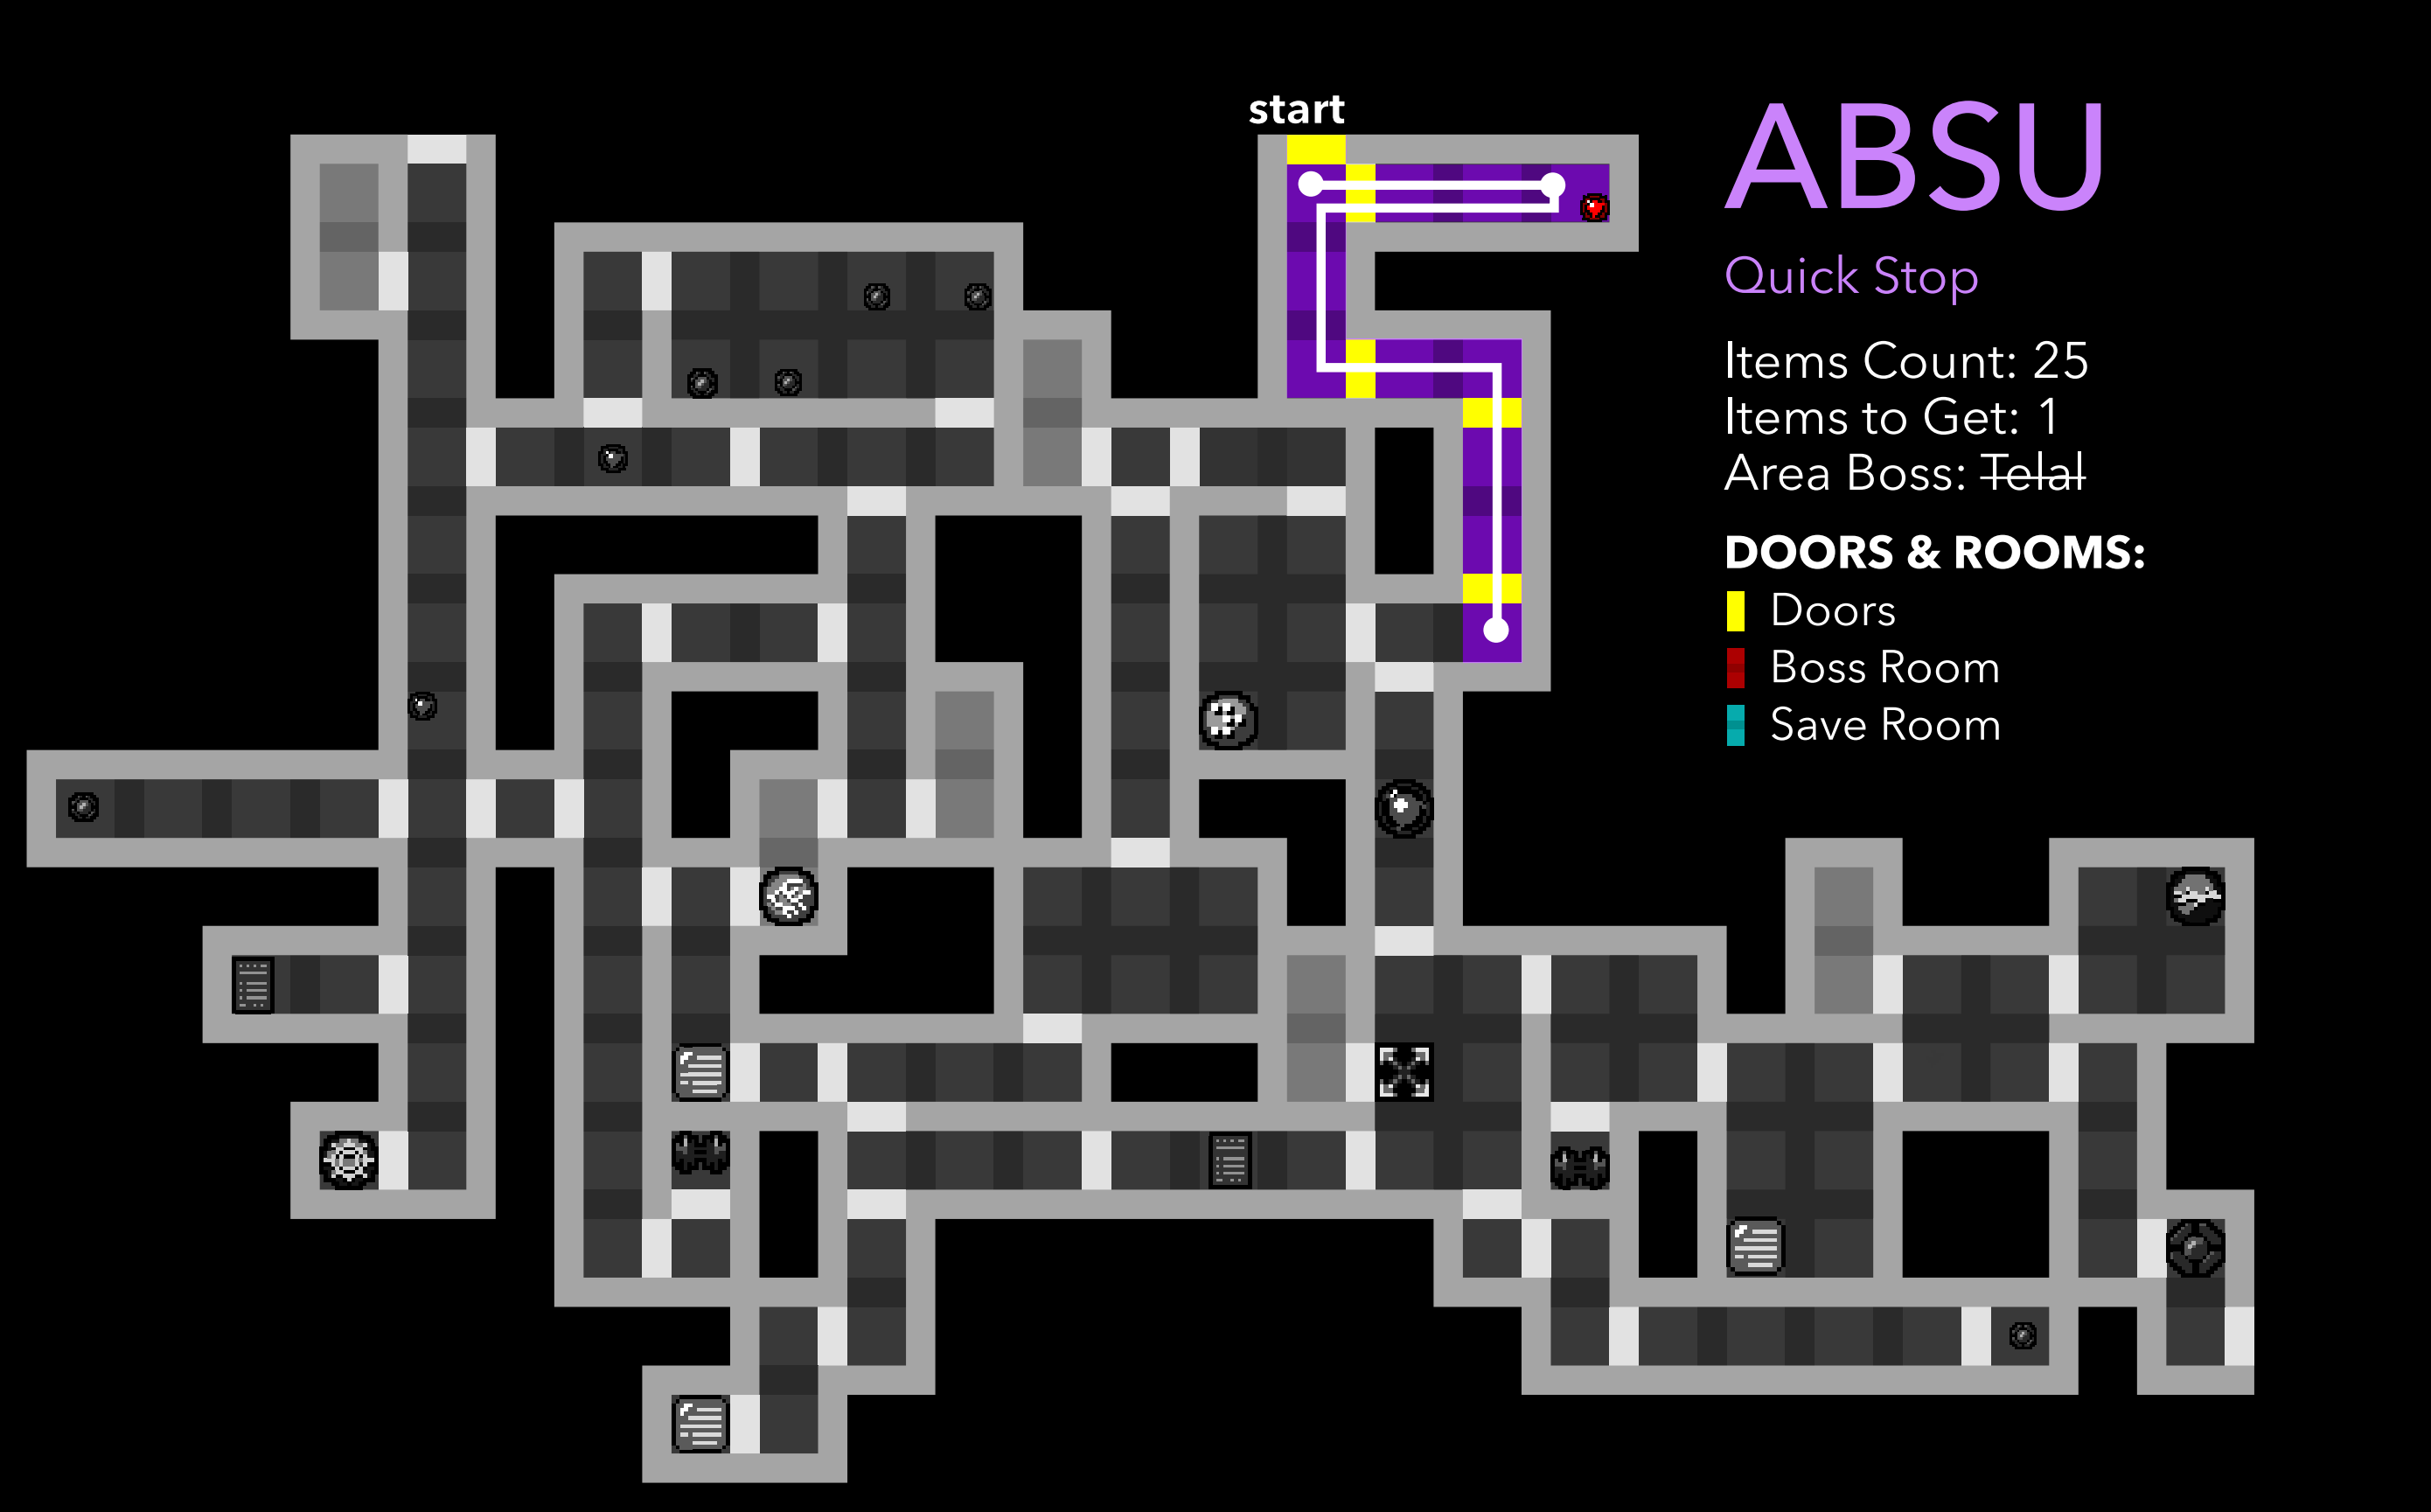 start
ABSU
Quick Stop
Items Count: 25
Items to Get: 1
Area Boss: Telal
DOORS & ROOMS:
Doors
Boss Room
Save Room